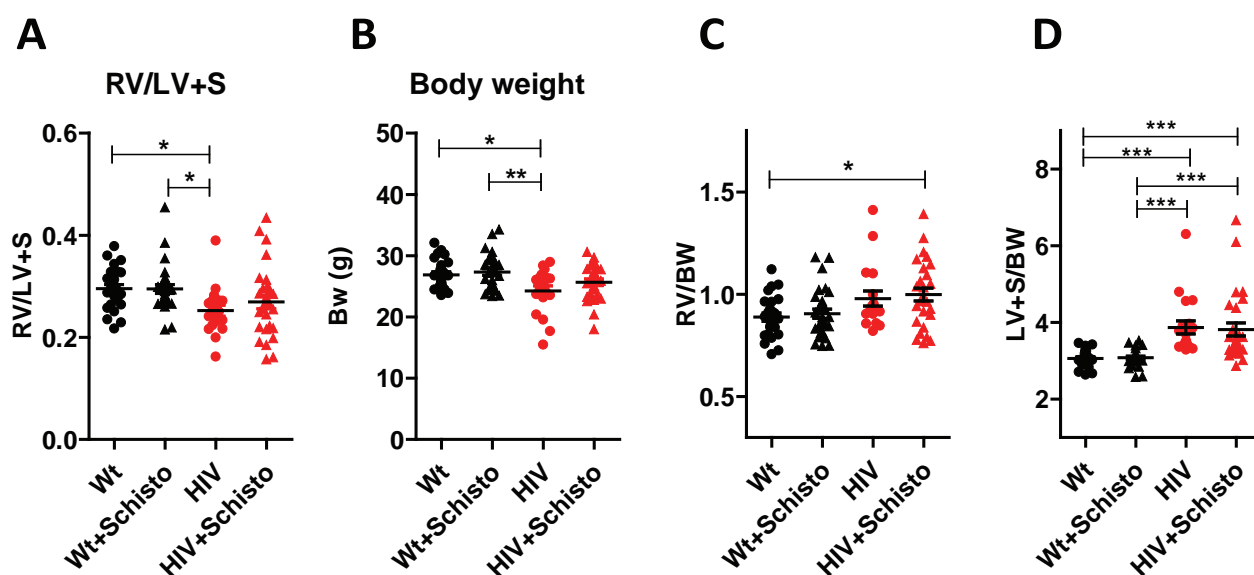 A
B
C
D
RV/LV+S
Body weight
RV/LV+S
0.6
0.4
0.2
0.0
*
*
Wt
Wt+Schisto
HIV
HIV+Schisto
Bw (g)
50
40
30
20
10
0
*
**
Wt
Wt+Schisto
HIV
HIV+Schisto
RV/BW
1.5
1.0
0.5
*
Wt
Wt+Schisto
HIV
HIV+Schisto
LV+S/BW
8
6
4
2
***
***
***
***
Wt
Wt+Schisto
HIV
HIV+Schisto